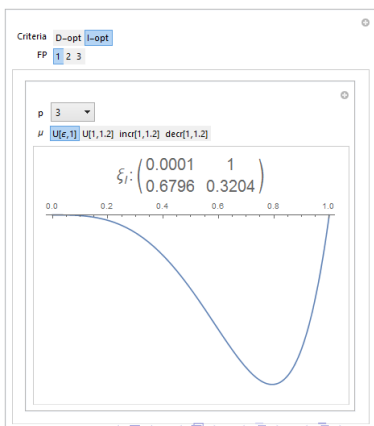 Criteria D-opt I-opt
FP 1 2 3
p 3
μ U[ε,1] U[1,1.2] incr[1,1.2] decr[1,1.2]
ξI: ( 0.0001 1
0.6796 0.3204 )
0.0 0.2 0.4 0.6 0.8 1.0